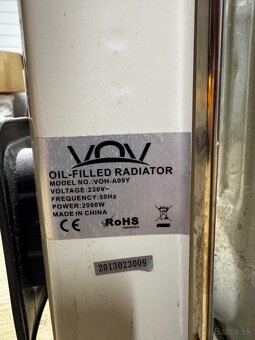 VOV
OIL-FILLED RADIATOR
MODEL NO.: VOH-A09Y
VOLTAGE:230V~
FREQUENCY:50Hz
POWER:2000W
MADE IN CHINA
CE RoHS
2013023009